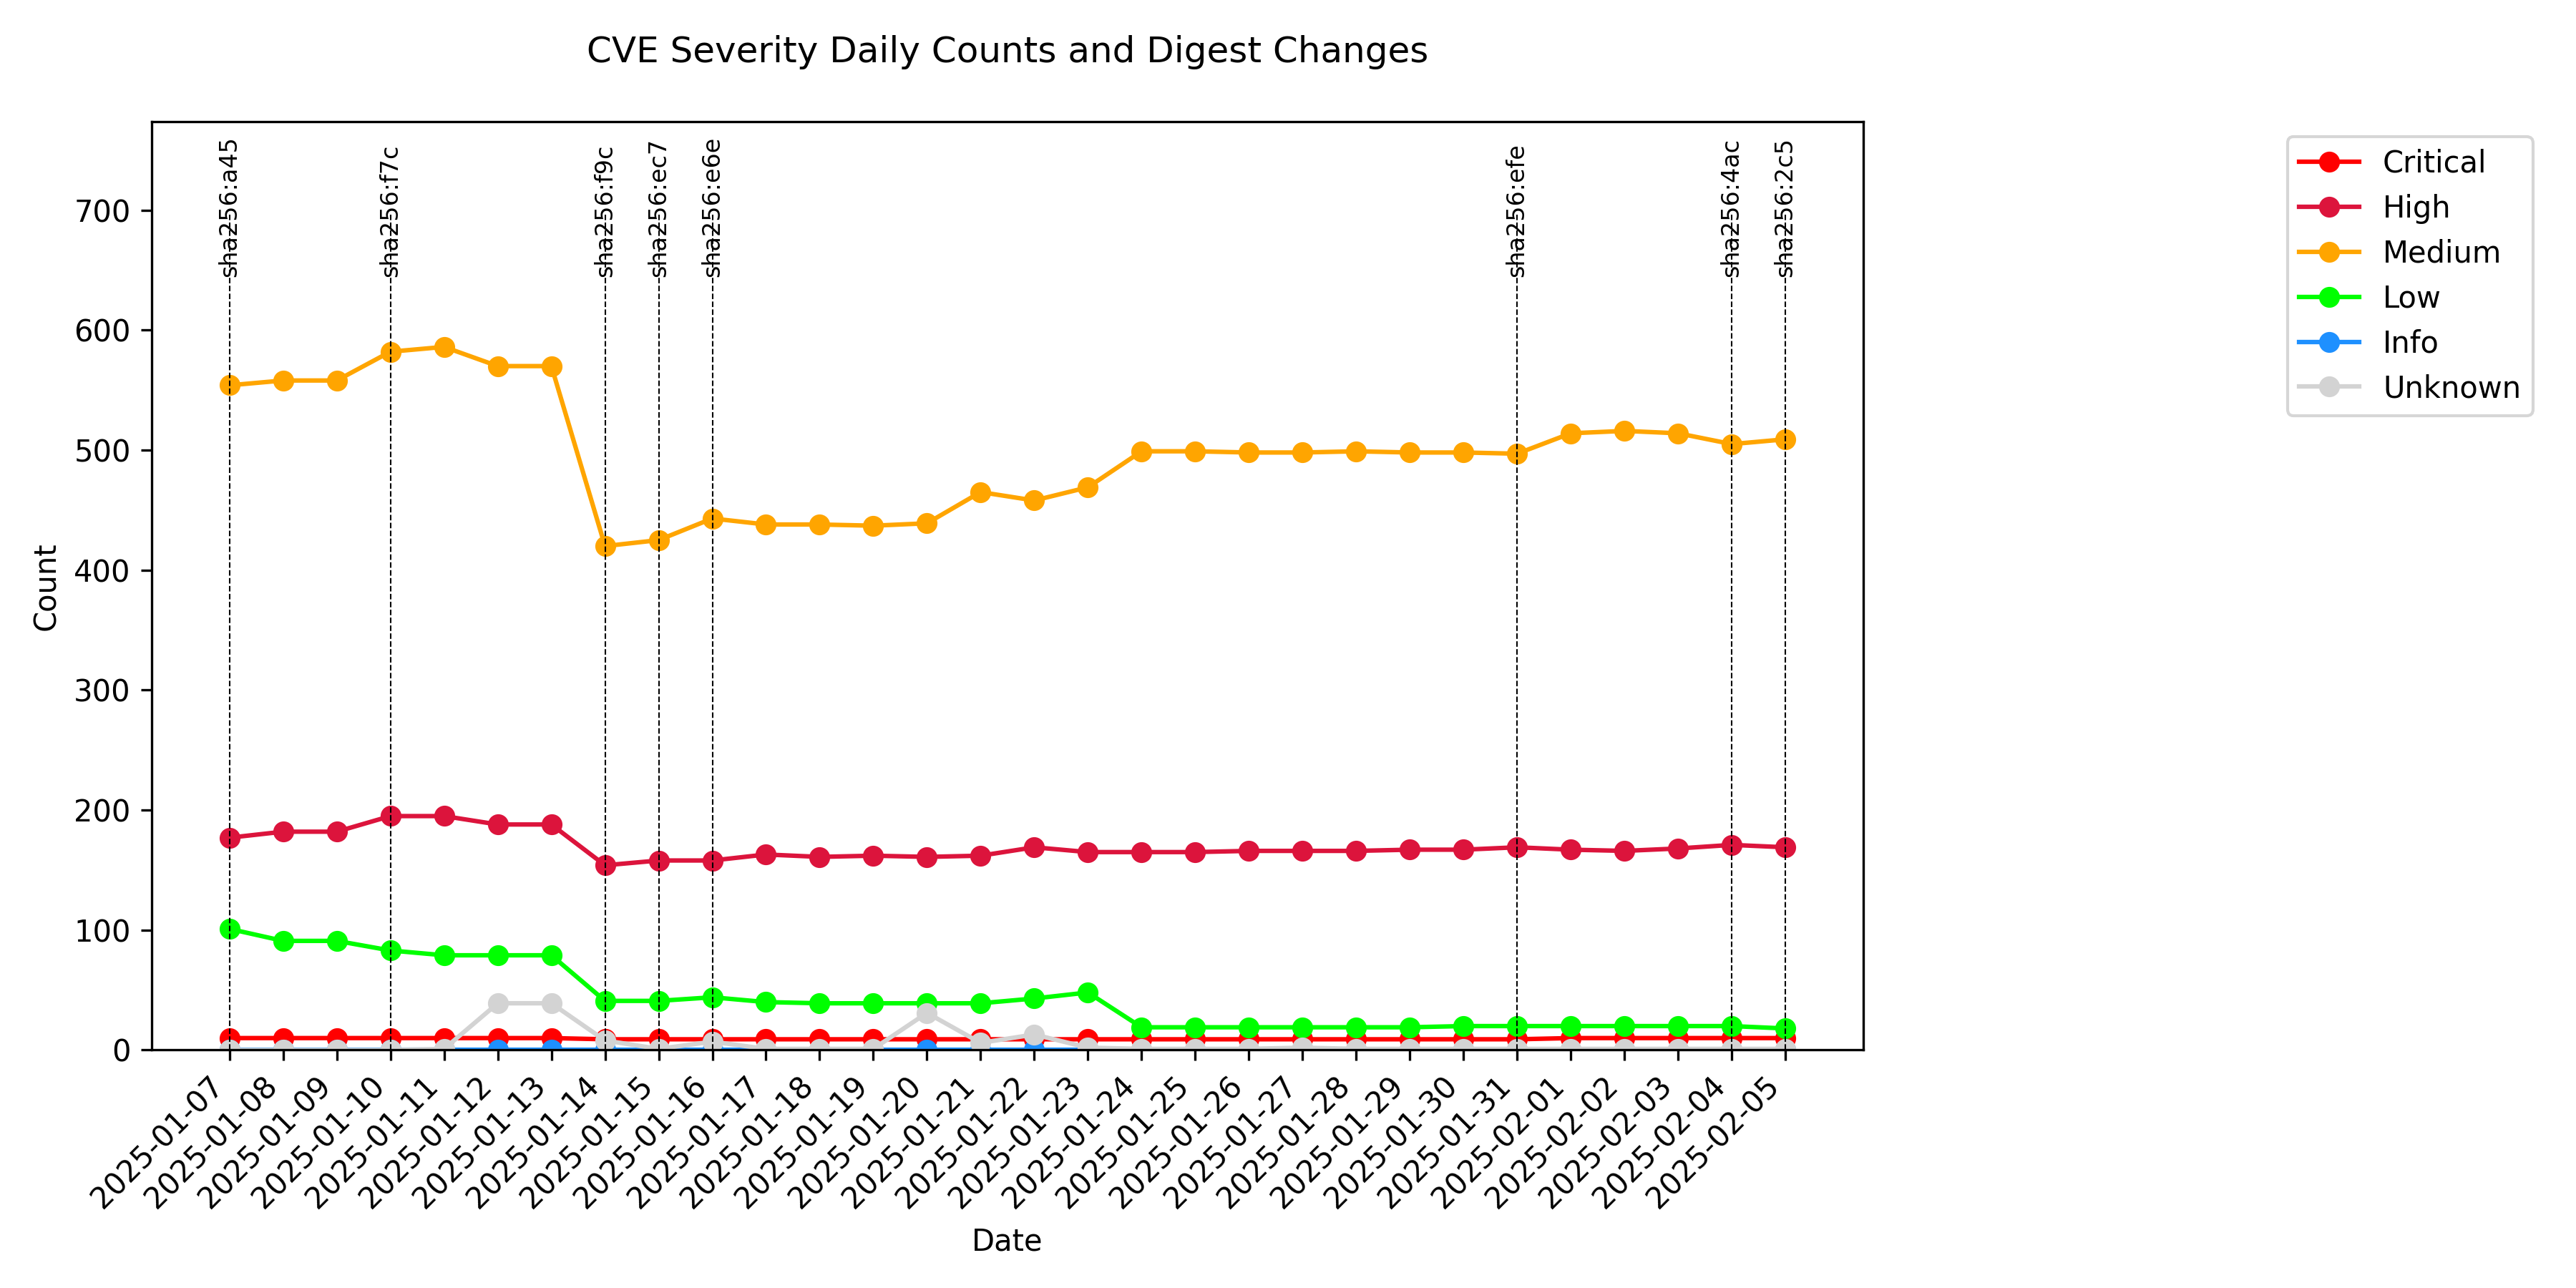 CVE Severity Daily Counts and Digest Changes
sha256:a45
sha256:f7c
sha256:f9c
sha256:ec7
sha256:e6e
sha256:efe
sha256:4ac
sha256:2c5
Critical
High
Medium
Low
Info
Unknown
Count
700
600
500
400
300
200
100
0
2025-01-07
2025-01-08
2025-01-09
2025-01-10
2025-01-11
2025-01-12
2025-01-13
2025-01-14
2025-01-15
2025-01-16
2025-01-17
2025-01-18
2025-01-19
2025-01-20
2025-01-21
2025-01-22
2025-01-23
2025-01-24
2025-01-25
2025-01-26
2025-01-27
2025-01-28
2025-01-29
2025-01-30
2025-01-31
2025-02-01
2025-02-02
2025-02-03
2025-02-04
2025-02-05
Date